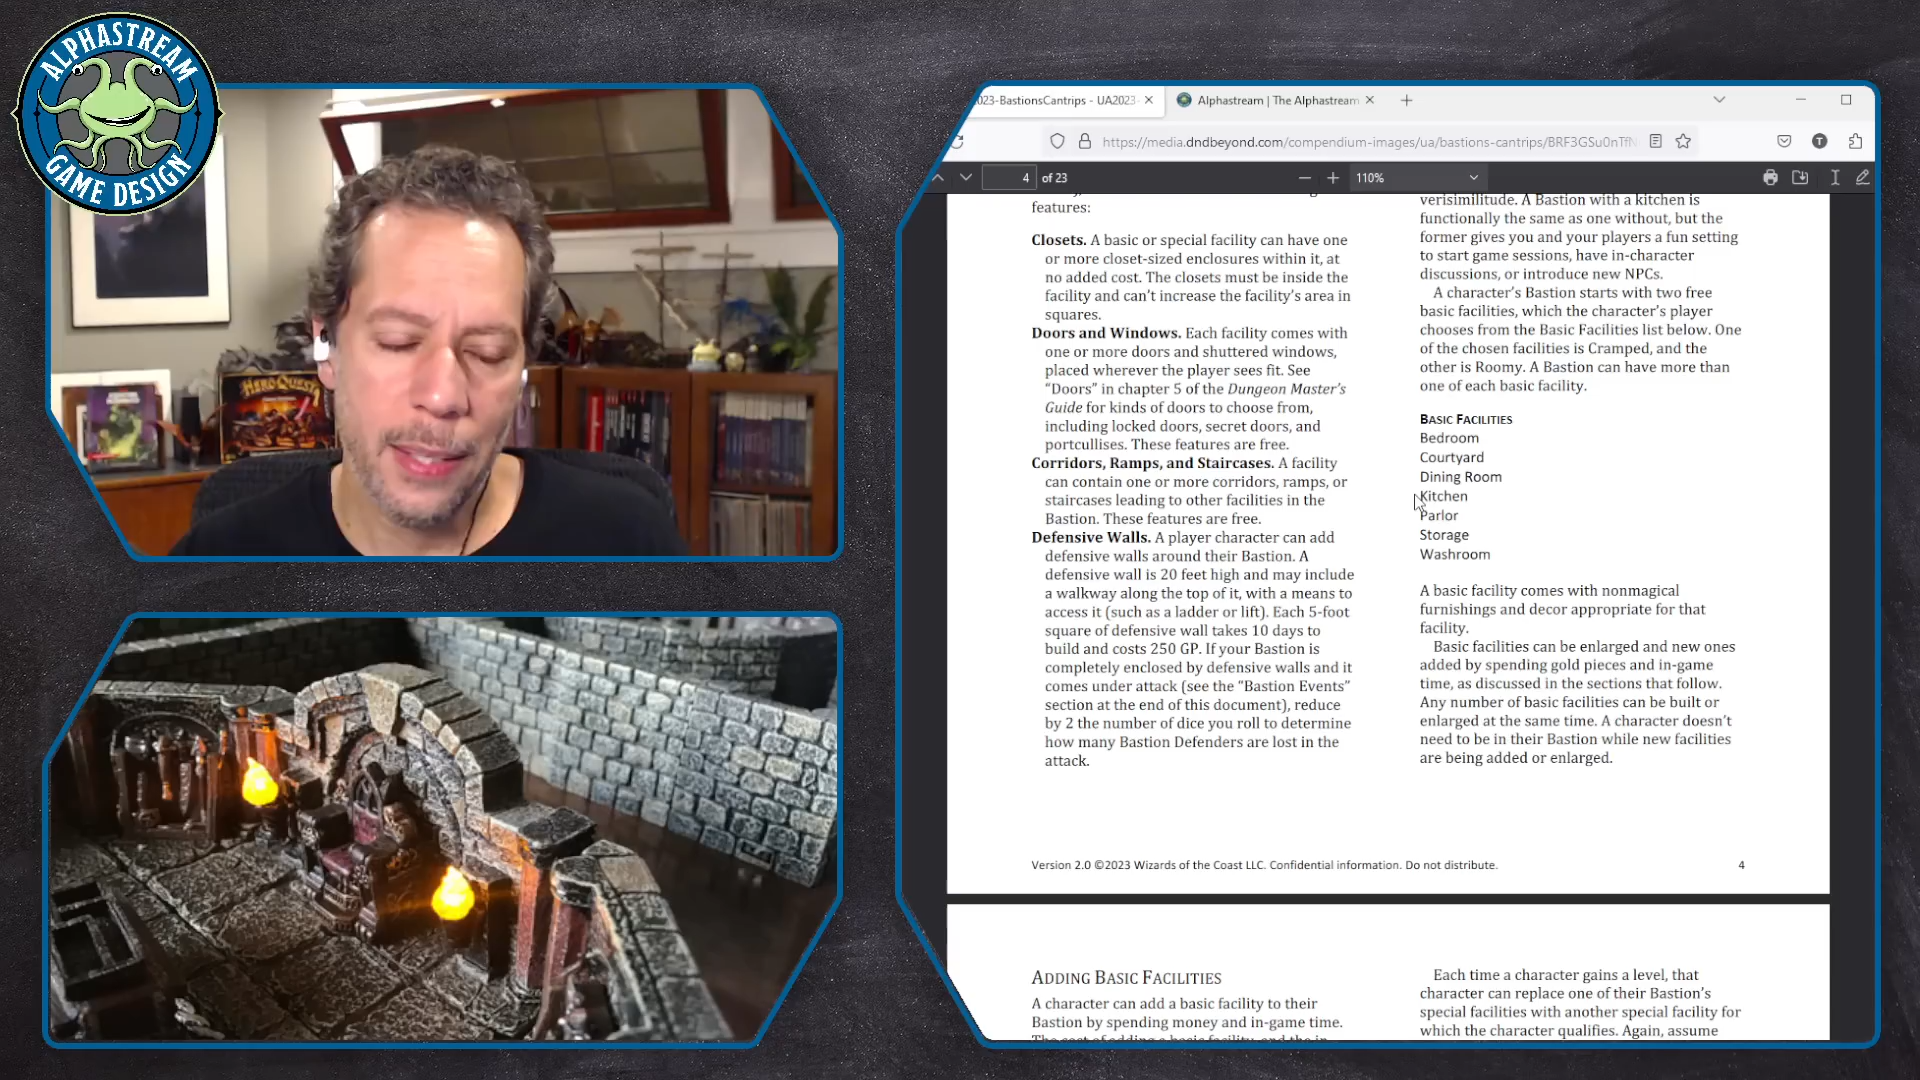 ALPHASTREAM
GAME DESIGN
HEROQUEST
2023-BastionsCantrips - UA2023-
Alphastream | The Alphastream
https://media.dndbeyond.com/compendium-images/ua/bastions-cantrips/BRF3GSu0nTfN
4 of 23
110%
features:
Closets. A basic or special facility can have one
or more closet-sized enclosures within it, at
no added cost. The closets must be inside the
facility and can't increase the facility's area in
squares.
Doors and Windows. Each facility comes with
one or more doors and shuttered windows,
placed wherever the player sees fit. See
“Doors” in chapter 5 of the Dungeon Master's
Guide for kinds of doors to choose from,
including locked doors, secret doors, and
portcullises. These features are free.
Corridors, Ramps, and Staircases. A facility
can contain one or more corridors, ramps, or
staircases leading to other facilities in the
Bastion. These features are free.
Defensive Walls. A player character can add
defensive walls around their Bastion. A
defensive wall is 20 feet high and may include
a walkway along the top of it, with a means to
access it (such as a ladder or lift). Each 5-foot
square of defensive wall takes 10 days to
build and costs 250 GP. If your Bastion is
completely enclosed by defensive walls and it
comes under attack (see the “Bastion Events”
section at the end of this document), reduce
by 2 the number of dice you roll to determine
how many Bastion Defenders are lost in the
attack.
verisimilitude. A Bastion with a kitchen is
functionally the same as one without, but the
former gives you and your players a fun setting
to start game sessions, have in-character
discussions, or introduce new NPCs.
A character's Bastion starts with two free
basic facilities, which the character's player
chooses from the Basic Facilities list below. One
of the chosen facilities is Cramped, and the
other is Roomy. A Bastion can have more than
one of each basic facility.
BASIC FACILITIES
Bedroom
Courtyard
Dining Room
Kitchen
Parlor
Storage
Washroom
A basic facility comes with nonmagical
furnishings and decor appropriate for that
facility.
Basic facilities can be enlarged and new ones
added by spending gold pieces and in-game
time, as discussed in the sections that follow.
Any number of basic facilities can be built or
enlarged at the same time. A character doesn't
need to be in their Bastion while new facilities
are being added or enlarged.
Version 2.0 ©2023 Wizards of the Coast LLC. Confidential information. Do not distribute.
4
ADDING BASIC FACILITIES
A character can add a basic facility to their
Bastion by spending money and in-game time.
The cost of adding a basic facility, and the in-
Each time a character gains a level, that
character can replace one of their Bastion's
special facilities with another special facility for
which the character qualifies. Again, assume